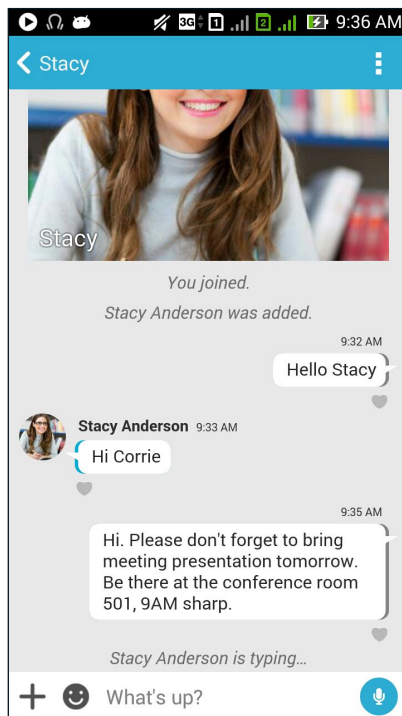 3G 1 2 9:36 AM
Stacy
Stacy
You joined.
Stacy Anderson was added.
9:32 AM
Hello Stacy
Stacy Anderson 9:33 AM
Hi Corrie
9:35 AM
Hi. Please don't forget to bring
meeting presentation tomorrow.
Be there at the conference room
501, 9AM sharp.
Stacy Anderson is typing...
What's up?